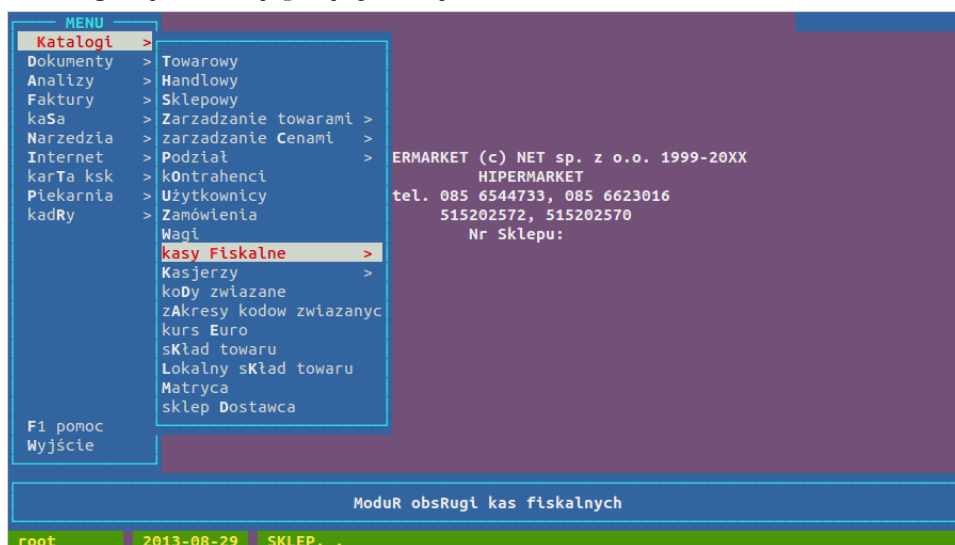 MENU
Katalogi >
Dokumenty >
Analizy >
Faktury >
kaSa >
Narzedzia >
Internet >
karTa ksk >
Piekarnia >
kadRy >
F1 pomoc
Wyjście
Towarowy
Handlowy
Sklepowy
Zarzadzanie towarami >
zarzadzanie Cenami >
Podział >
kOntrahenci
Użytkownicy
Zamówienia
Wagi
kasy Fiskalne >
Kasjerzy >
koDy zwiazane
zAkresy kodow zwiazanyc
kurs Euro
sKład towaru
Lokalny sKład towaru
Matryca
sklep Dostawca
ERMARKET (c) NET sp. z o.o. 1999-20XX
HIPERMARKET
tel. 085 6544733, 085 6623016
515202572, 515202570
Nr Sklepu:
ModuR obsRugi kas fiskalnych
root 2013-08-29 SKLEP. .